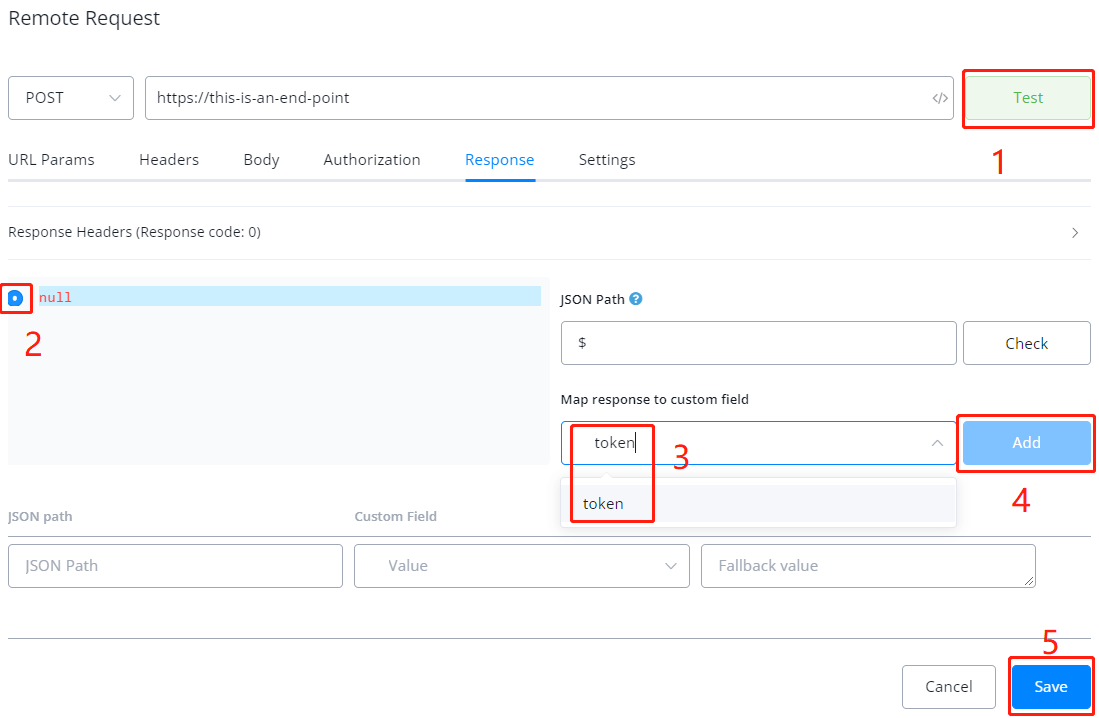 Remote Request
POST
https://this-is-an-end-point
</>
Test
1
URL Params Headers Body Authorization Response Settings
Response Headers (Response code: 0)
null
2
JSON Path ?
$
Check
Map response to custom field
token
3
Add
4
token
JSON path Custom Field
JSON Path
Value
Fallback value
5
Cancel
Save